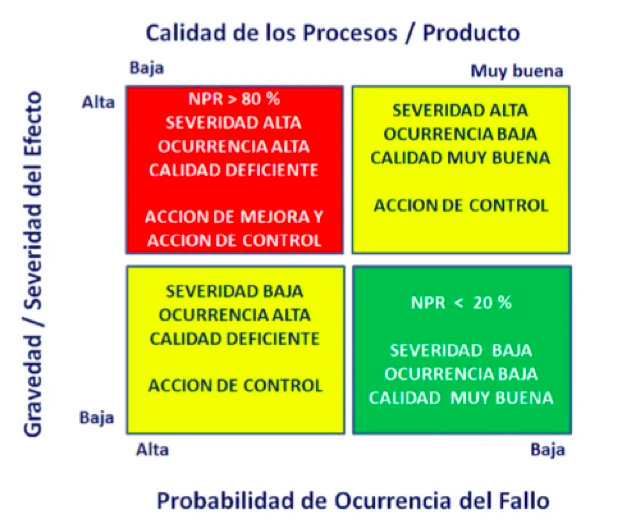 Calidad de los Procesos / Producto
Baja
Muy buena
Gravedad / Severidad del Efecto
Alta
NPR > 80 %
SEVERIDAD ALTA
OCURRENCIA ALTA
CALIDAD DEFICIENTE
ACCION DE MEJORA Y
ACCION DE CONTROL
SEVERIDAD ALTA
OCURRENCIA BAJA
CALIDAD MUY BUENA
ACCION DE CONTROL
SEVERIDAD BAJA
OCURRENCIA ALTA
CALIDAD DEFICIENTE
ACCION DE CONTROL
NPR < 20 %
SEVERIDAD BAJA
OCURRENCIA BAJA
CALIDAD MUY BUENA
Baja
Alta
Baja
Probabilidad de Ocurrencia del Fallo